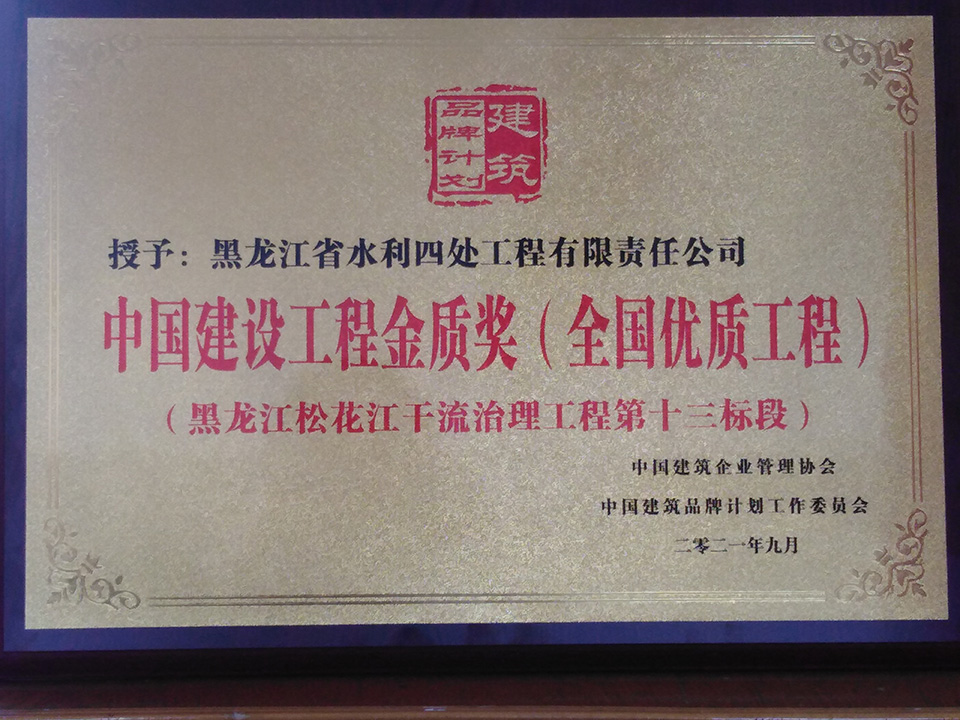 建筑
品牌计划
授予：黑龙江省水利四处工程有限责任公司
中国建设工程金质奖（全国优质工程）
（黑龙江松花江干流治理工程第十三标段）
中国建筑企业管理协会
中国建筑品牌计划工作委员会
二零二一年九月